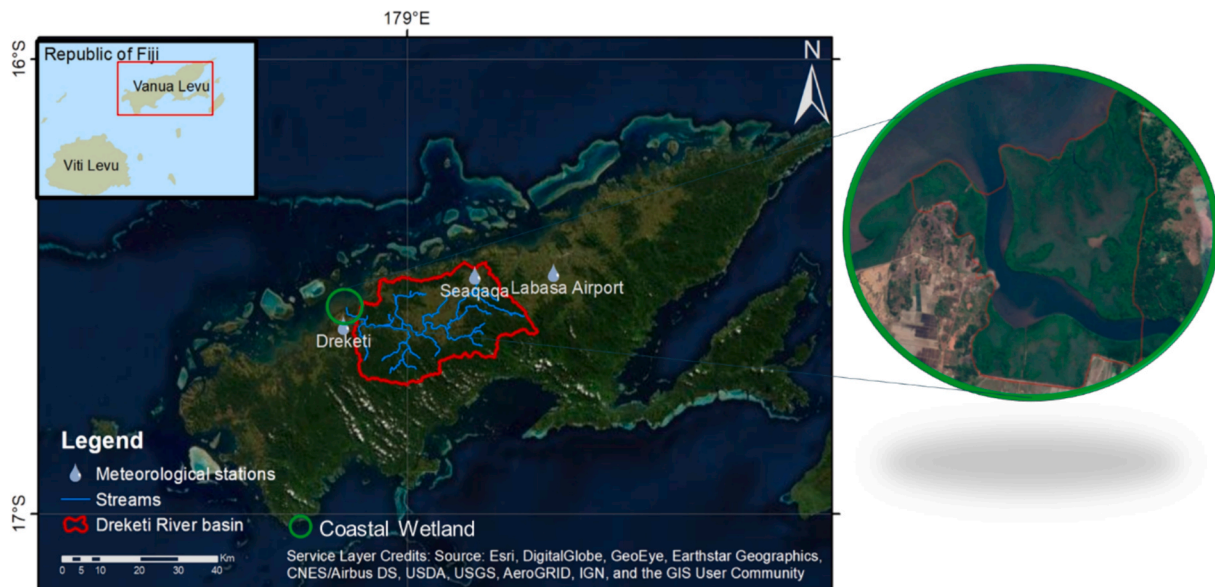 179°E
16°S
Republic of Fiji
Vanua Levu
Viti Levu
N
Seaqaqa
Labasa Airport
Dreketi
Legend
Meteorological stations
Streams
Dreketi River basin
Coastal Wetland
Km
0 5 10 20 30 40
17°S
Service Layer Credits: Source: Esri, DigitalGlobe, GeoEye, Earthstar Geographics,
CNES/Airbus DS, USDA, USGS, AeroGRID, IGN, and the GIS User Community